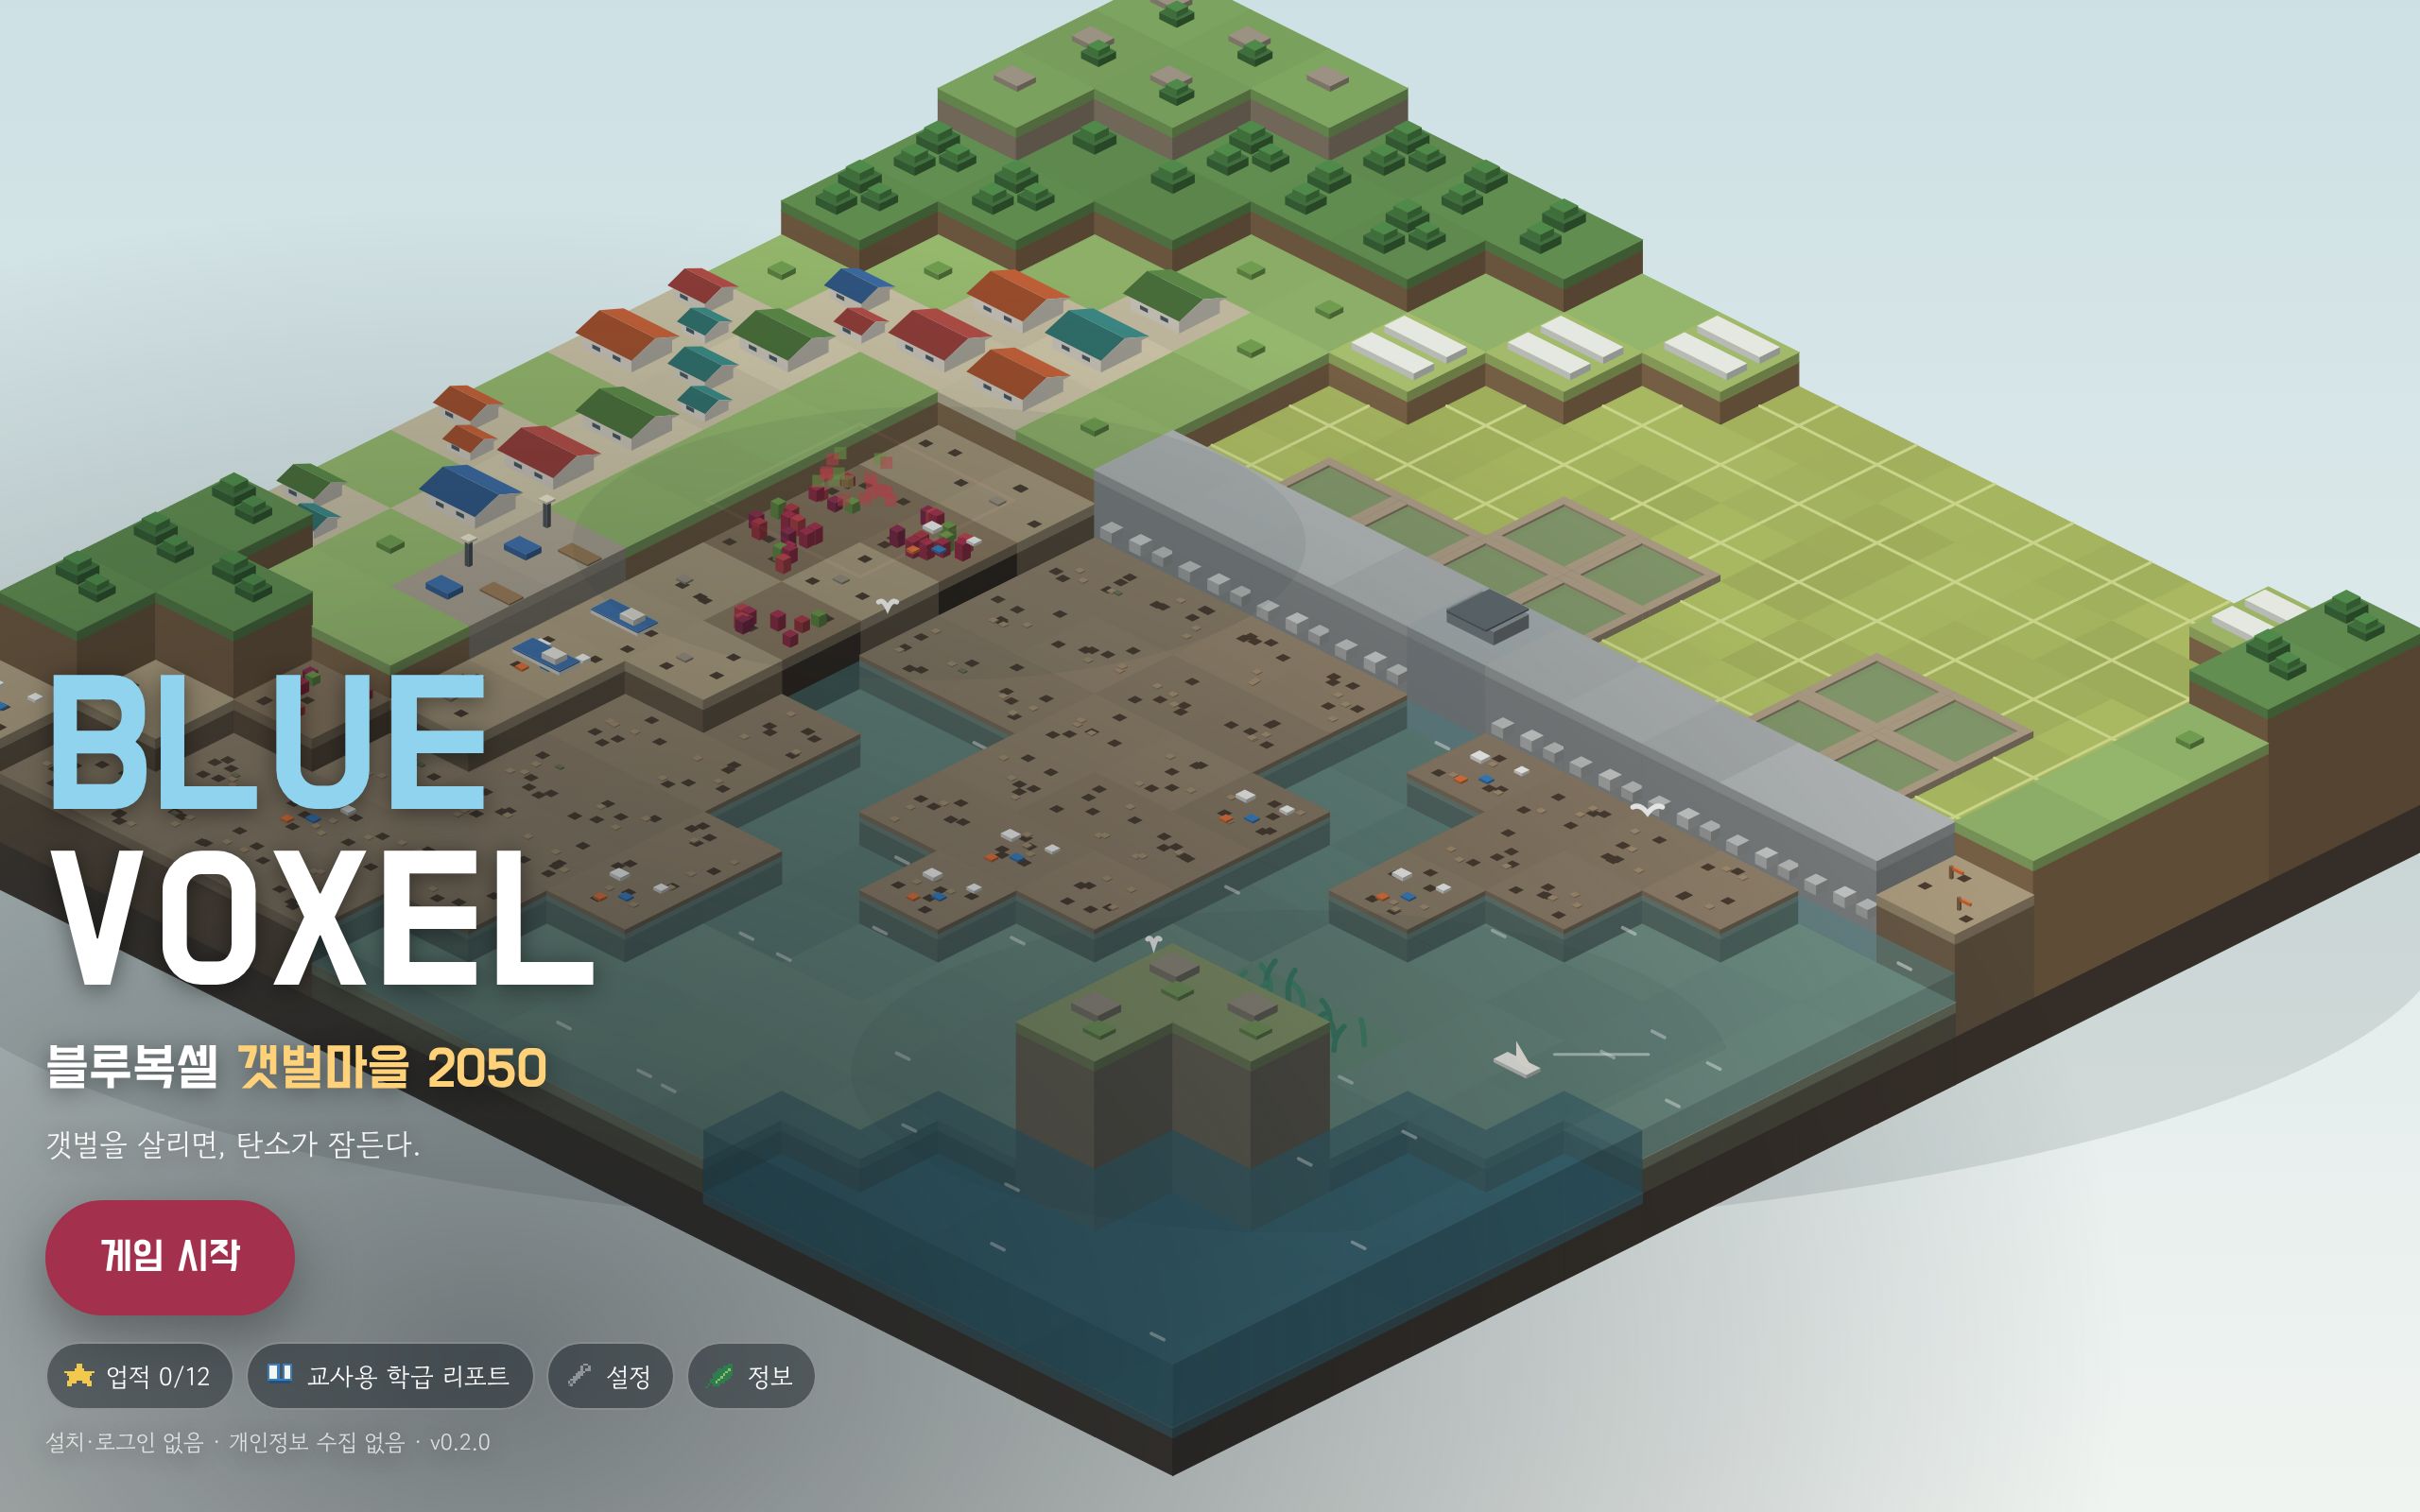 BLUE
VOXEL
블루복셀 갯벌마을 2050
갯벌을 살리면, 탄소가 잠든다.
게임 시작
업적 0/12
교사용 학급 리포트
설정
정보
설치·로그인 없음 · 개인정보 수집 없음 · v0.2.0